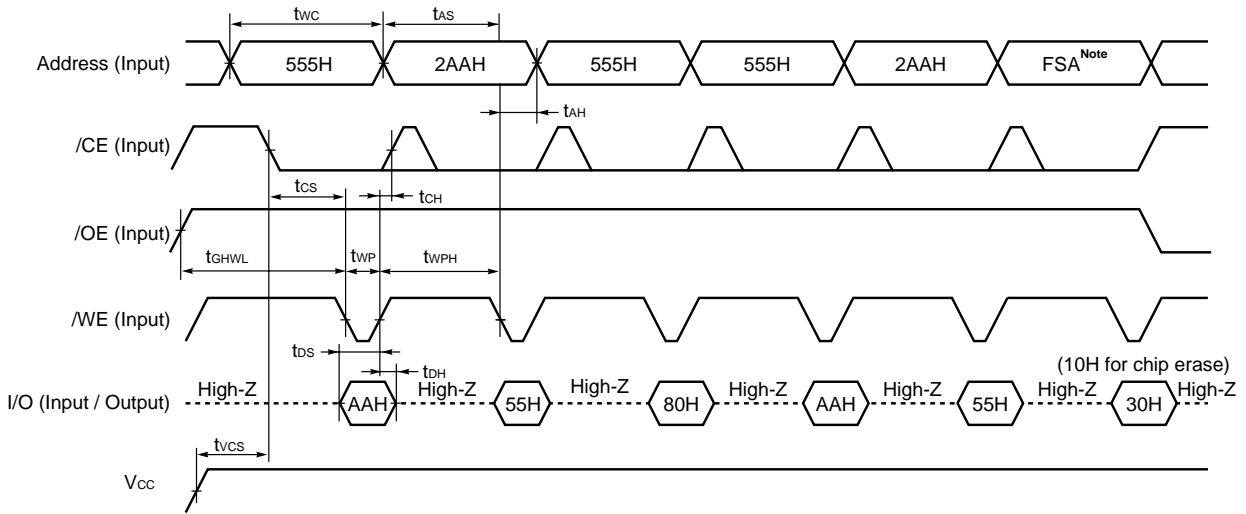 tWC tAS
Address (Input) 555H 2AAH 555H 555H 2AAH FSA Note
tAH
/CE (Input)
tCS tCH
/OE (Input)
tGHWL tWP tWPH
/WE (Input)
tDS tDH
(10H for chip erase)
I/O (Input / Output) High-Z AAH High-Z 55H High-Z 80H High-Z AAH High-Z 55H High-Z 30H High-Z
tVCS
VCC